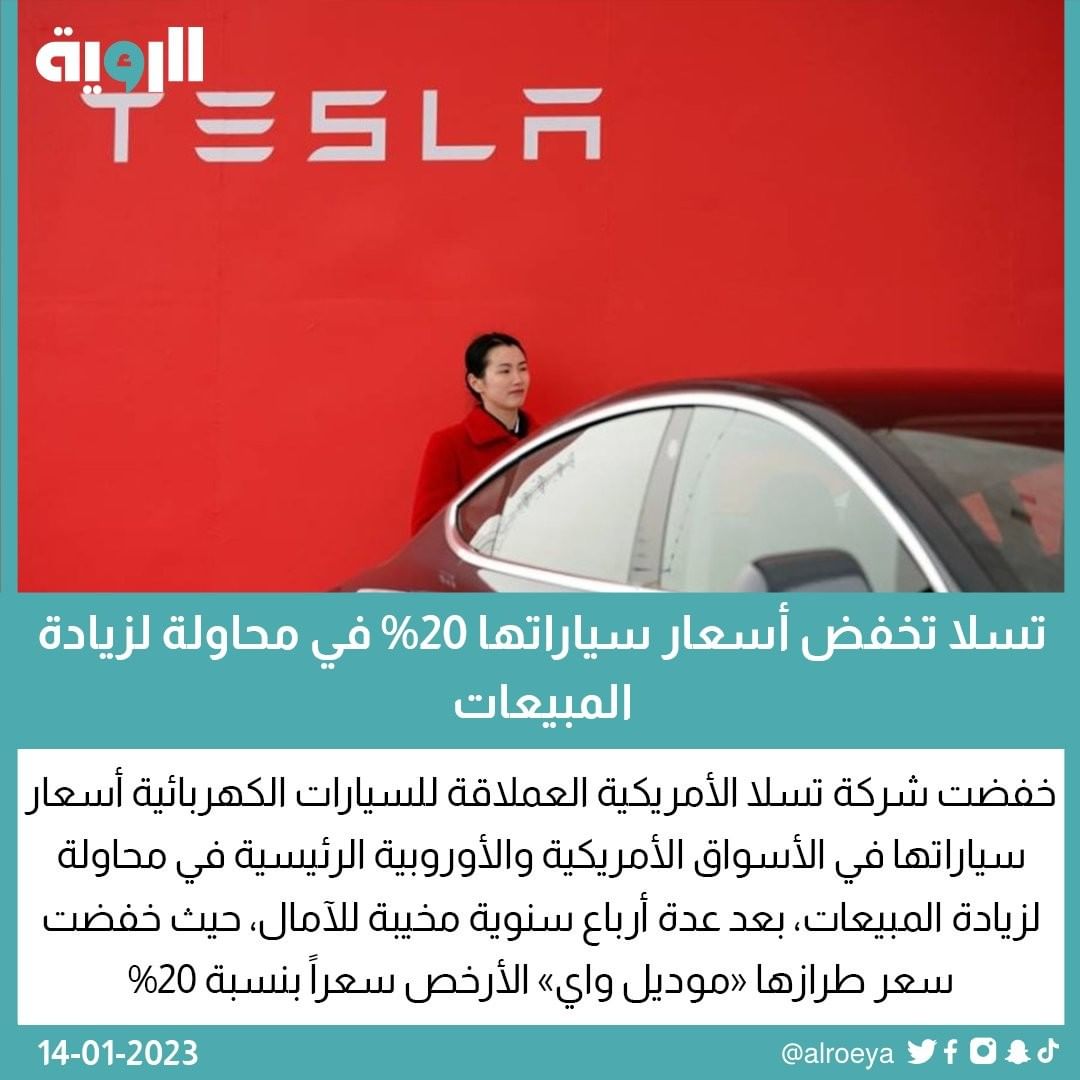 الرؤية
TESLA
تسلا تخفض أسعار سياراتها 20% في محاولة لزيادة
المبيعات
خفضت شركة تسلا الأمريكية العملاقة للسيارات الكهربائية أسعار
سياراتها في الأسواق الأمريكية والأوروبية الرئيسية في محاولة
لزيادة المبيعات، بعد عدة أرباع سنوية مخيبة للآمال، حيث خفضت
سعر طرازها «موديل واي» الأرخص سعراً بنسبة 20%
14-01-2023
@alroeya